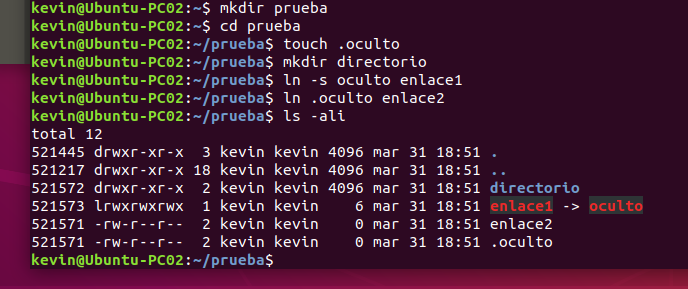 kevin@Ubuntu-PC02:~$ mkdir prueba
kevin@Ubuntu-PC02:~$ cd prueba
kevin@Ubuntu-PC02:~/prueba$ touch .oculto
kevin@Ubuntu-PC02:~/prueba$ mkdir directorio
kevin@Ubuntu-PC02:~/prueba$ ln -s oculto enlace1
kevin@Ubuntu-PC02:~/prueba$ ln .oculto enlace2
kevin@Ubuntu-PC02:~/prueba$ ls -ali
total 12
521445 drwxr-xr-x  3 kevin kevin 4096 mar 31 18:51 .
521217 drwxr-xr-x 18 kevin kevin 4096 mar 31 18:51 ..
521572 drwxr-xr-x  2 kevin kevin 4096 mar 31 18:51 directorio
521573 lrwxrwxrwx  1 kevin kevin    6 mar 31 18:51 enlace1 -> oculto
521571 -rw-r--r--  2 kevin kevin    0 mar 31 18:51 enlace2
521571 -rw-r--r--  2 kevin kevin    0 mar 31 18:51 .oculto
kevin@Ubuntu-PC02:~/prueba$